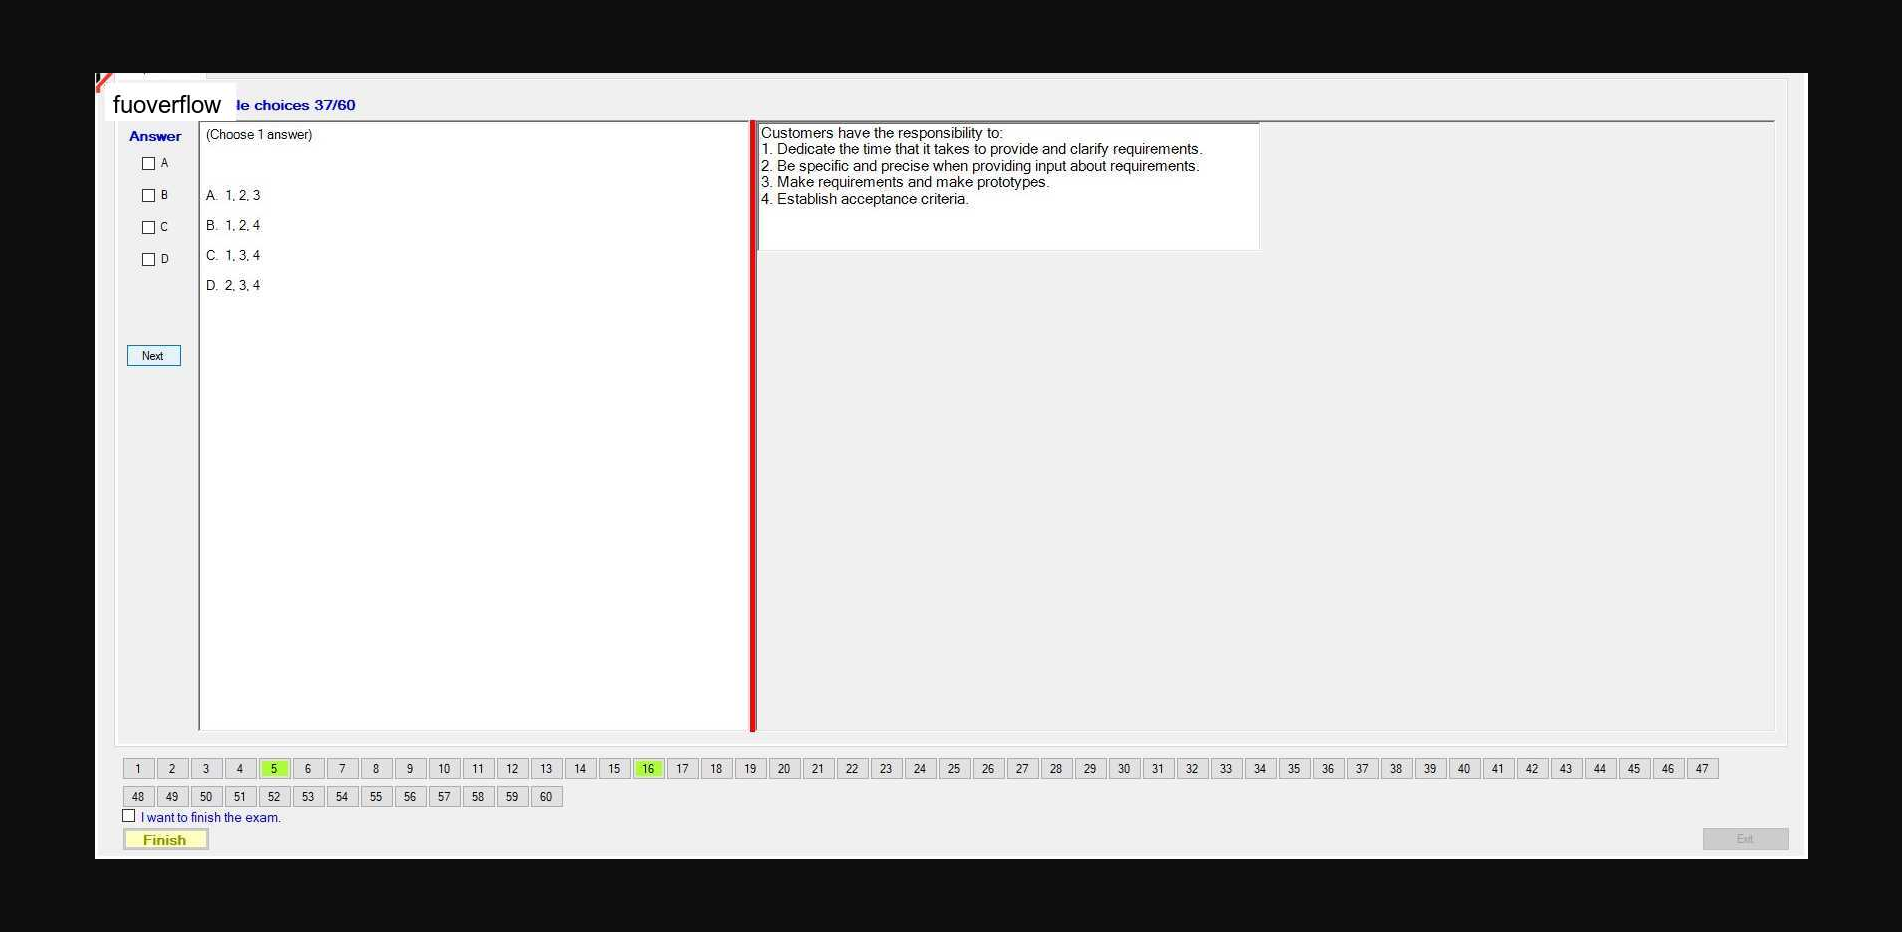 fuoverflow
le choices 37/60
Answer
(Choose 1 answer)
A
B
C
D
A. 1, 2, 3
B. 1, 2, 4
C. 1, 3, 4
D. 2, 3, 4
Next
Customers have the responsibility to:
1. Dedicate the time that it takes to provide and clarify requirements.
2. Be specific and precise when providing input about requirements.
3. Make requirements and make prototypes.
4. Establish acceptance criteria.
1 2 3 4 5 6 7 8 9 10 11 12 13 14 15 16 17 18 19 20 21 22 23 24 25 26 27 28 29 30 31 32 33 34 35 36 37 38 39 40 41 42 43 44 45 46 47
48 49 50 51 52 53 54 55 56 57 58 59 60
I want to finish the exam.
Finish
Exit